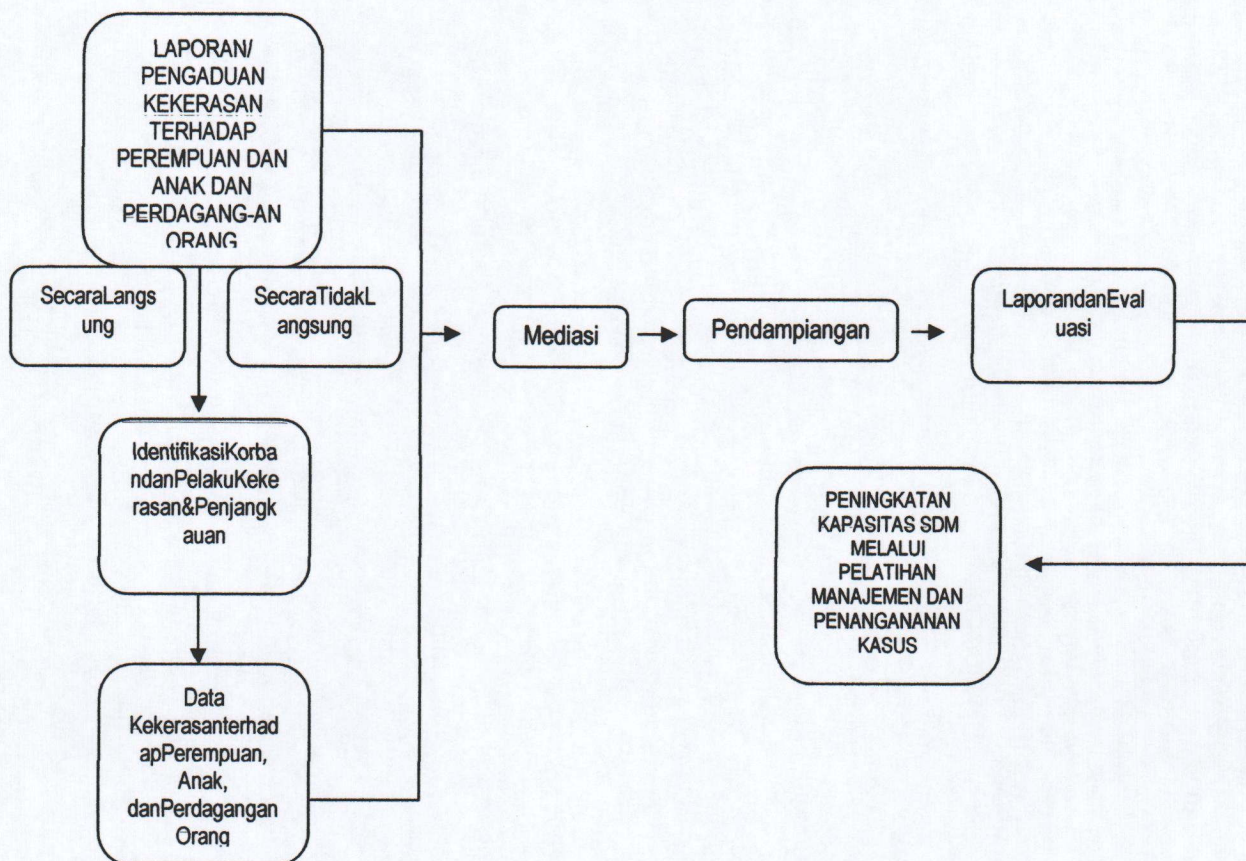 LAPORAN/
PENGADUAN
KEKERASAN
TERHADAP
PEREMPUAN DAN
ANAK DAN
PERDAGANG-AN
ORANG
SecaraLangs
ung
SecaraTidakL
angsung
IdentifikasiKorba
ndanPelakuKeke
rasan&Penjangk
auan
Data
Kekerasanterhad
apPerempuan,
Anak,
danPerdagangan
Orang
Mediasi
Pendampiangan
LaporandanEval
uasi
PENINGKATAN
KAPASITAS SDM
MELALUI
PELATIHAN
MANAJEMEN DAN
PENANGANANAN
KASUS